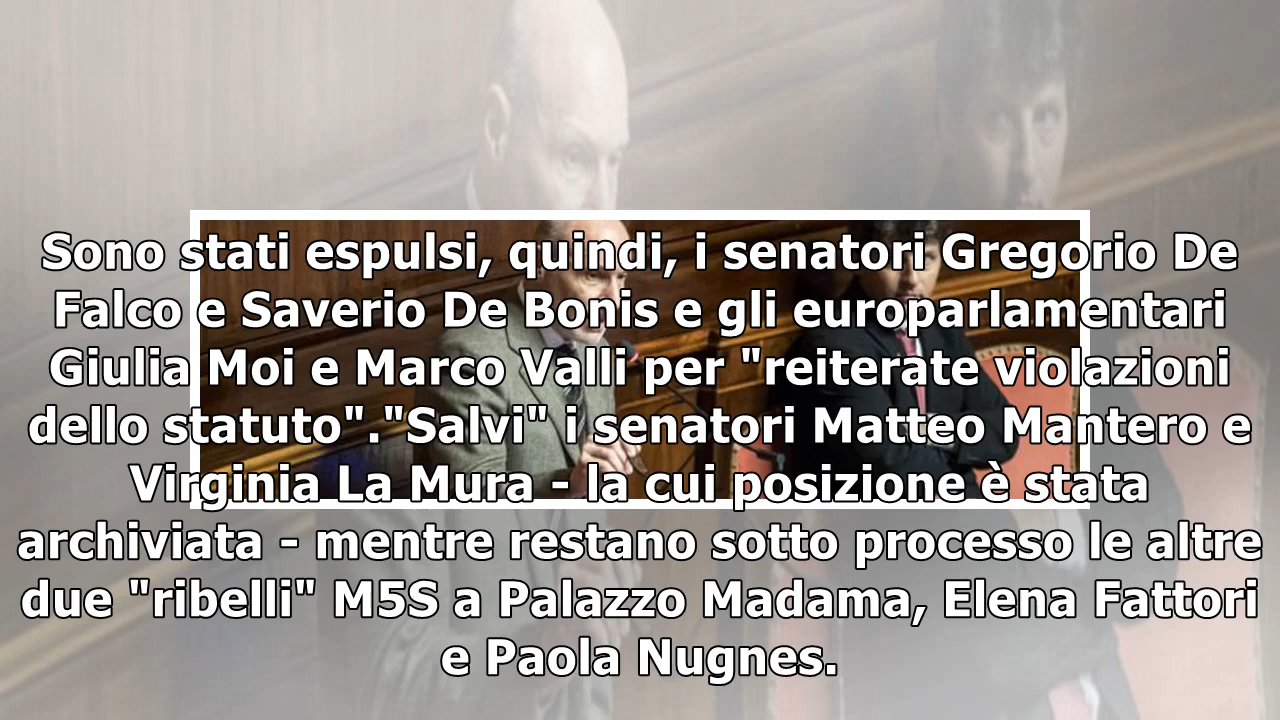 Sono stati espulsi, quindi, i senatori Gregorio De
Falco e Saverio De Bonis e gli europarlamentari
Giulia Moi e Marco Valli per "reiterate violazioni
dello statuto"."Salvi" i senatori Matteo Mantero e
Virginia La Mura - la cui posizione è stata
archiviata - mentre restano sotto processo le altre
due "ribelli" M5S a Palazzo Madama, Elena Fattori
e Paola Nugnes.